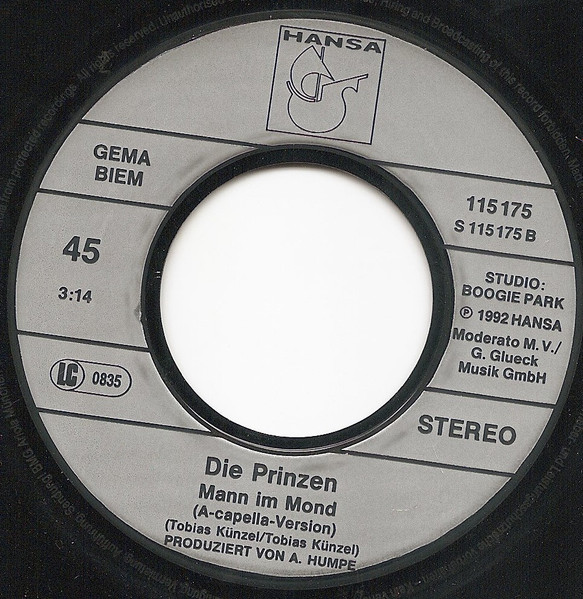 HANSA
GEMA
BIEM
45
3:14
LC 0835
115 175
S 115 175 B
STUDIO:
BOOGIE PARK
℗ 1992 HANSA
Moderato M. V./
G. Glueck
Musik GmbH
STEREO
Die Prinzen
Mann im Mond
(A-capella-Version)
(Tobias Künzel/Tobias Künzel)
PRODUZIERT VON A. HUMPE